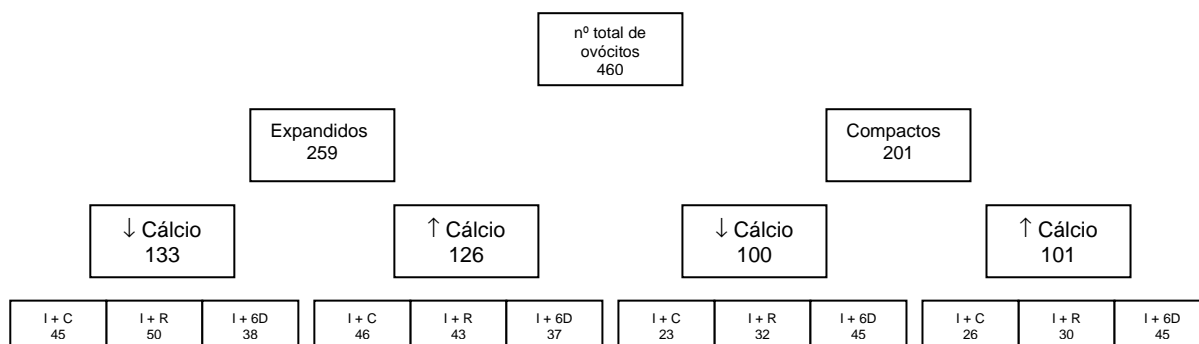 nº total de
ovócitos
460
Expandidos
259
Compactos
201
↓ Cálcio
133
↑ Cálcio
126
↓ Cálcio
100
↑ Cálcio
101
I + C
45
I + R
50
I + 6D
38
I + C
46
I + R
43
I + 6D
37
I + C
23
I + R
32
I + 6D
45
I + C
26
I + R
30
I + 6D
45